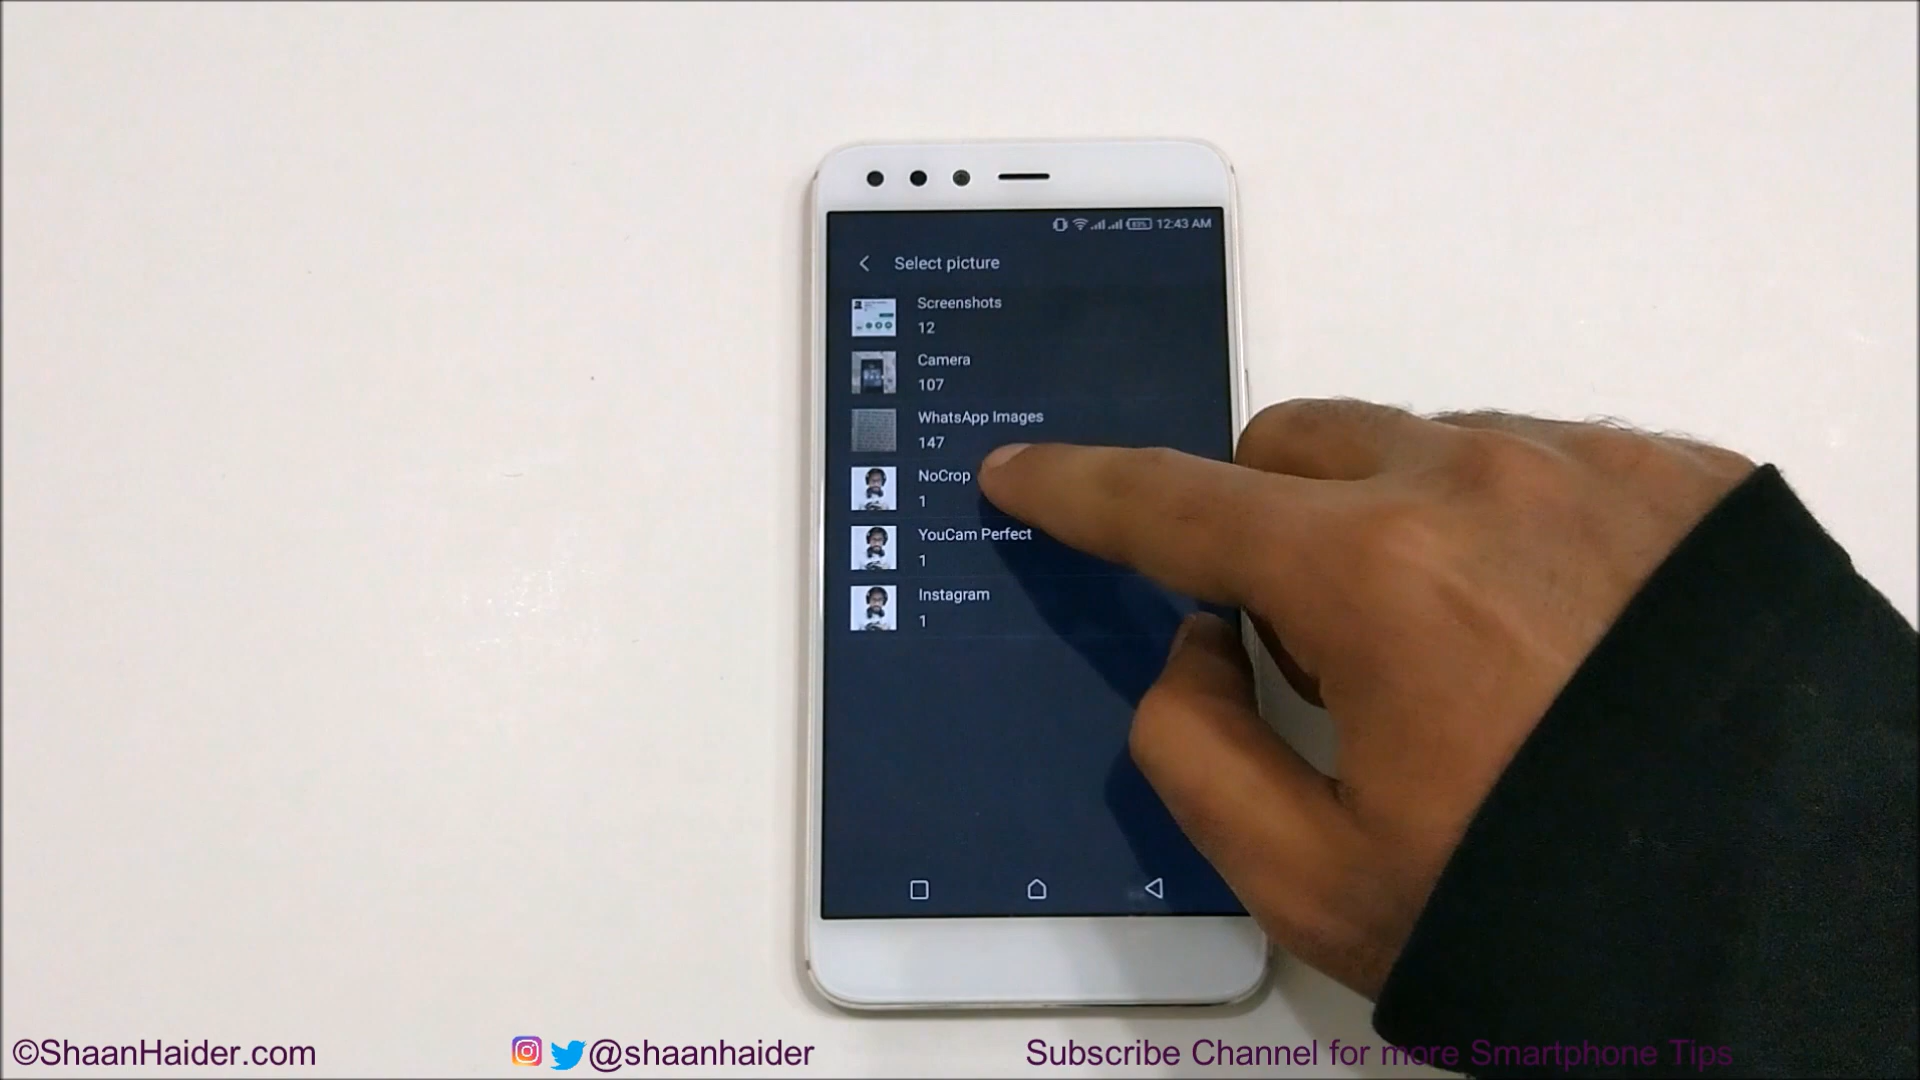 12:43 AM
Select picture
Screenshots
12
Camera
107
WhatsApp Images
147
NoCrop
1
YouCam Perfect
1
Instagram
1
©ShaanHaider.com
@shaanhaider
Subscribe Channel for more Smartphone Tips